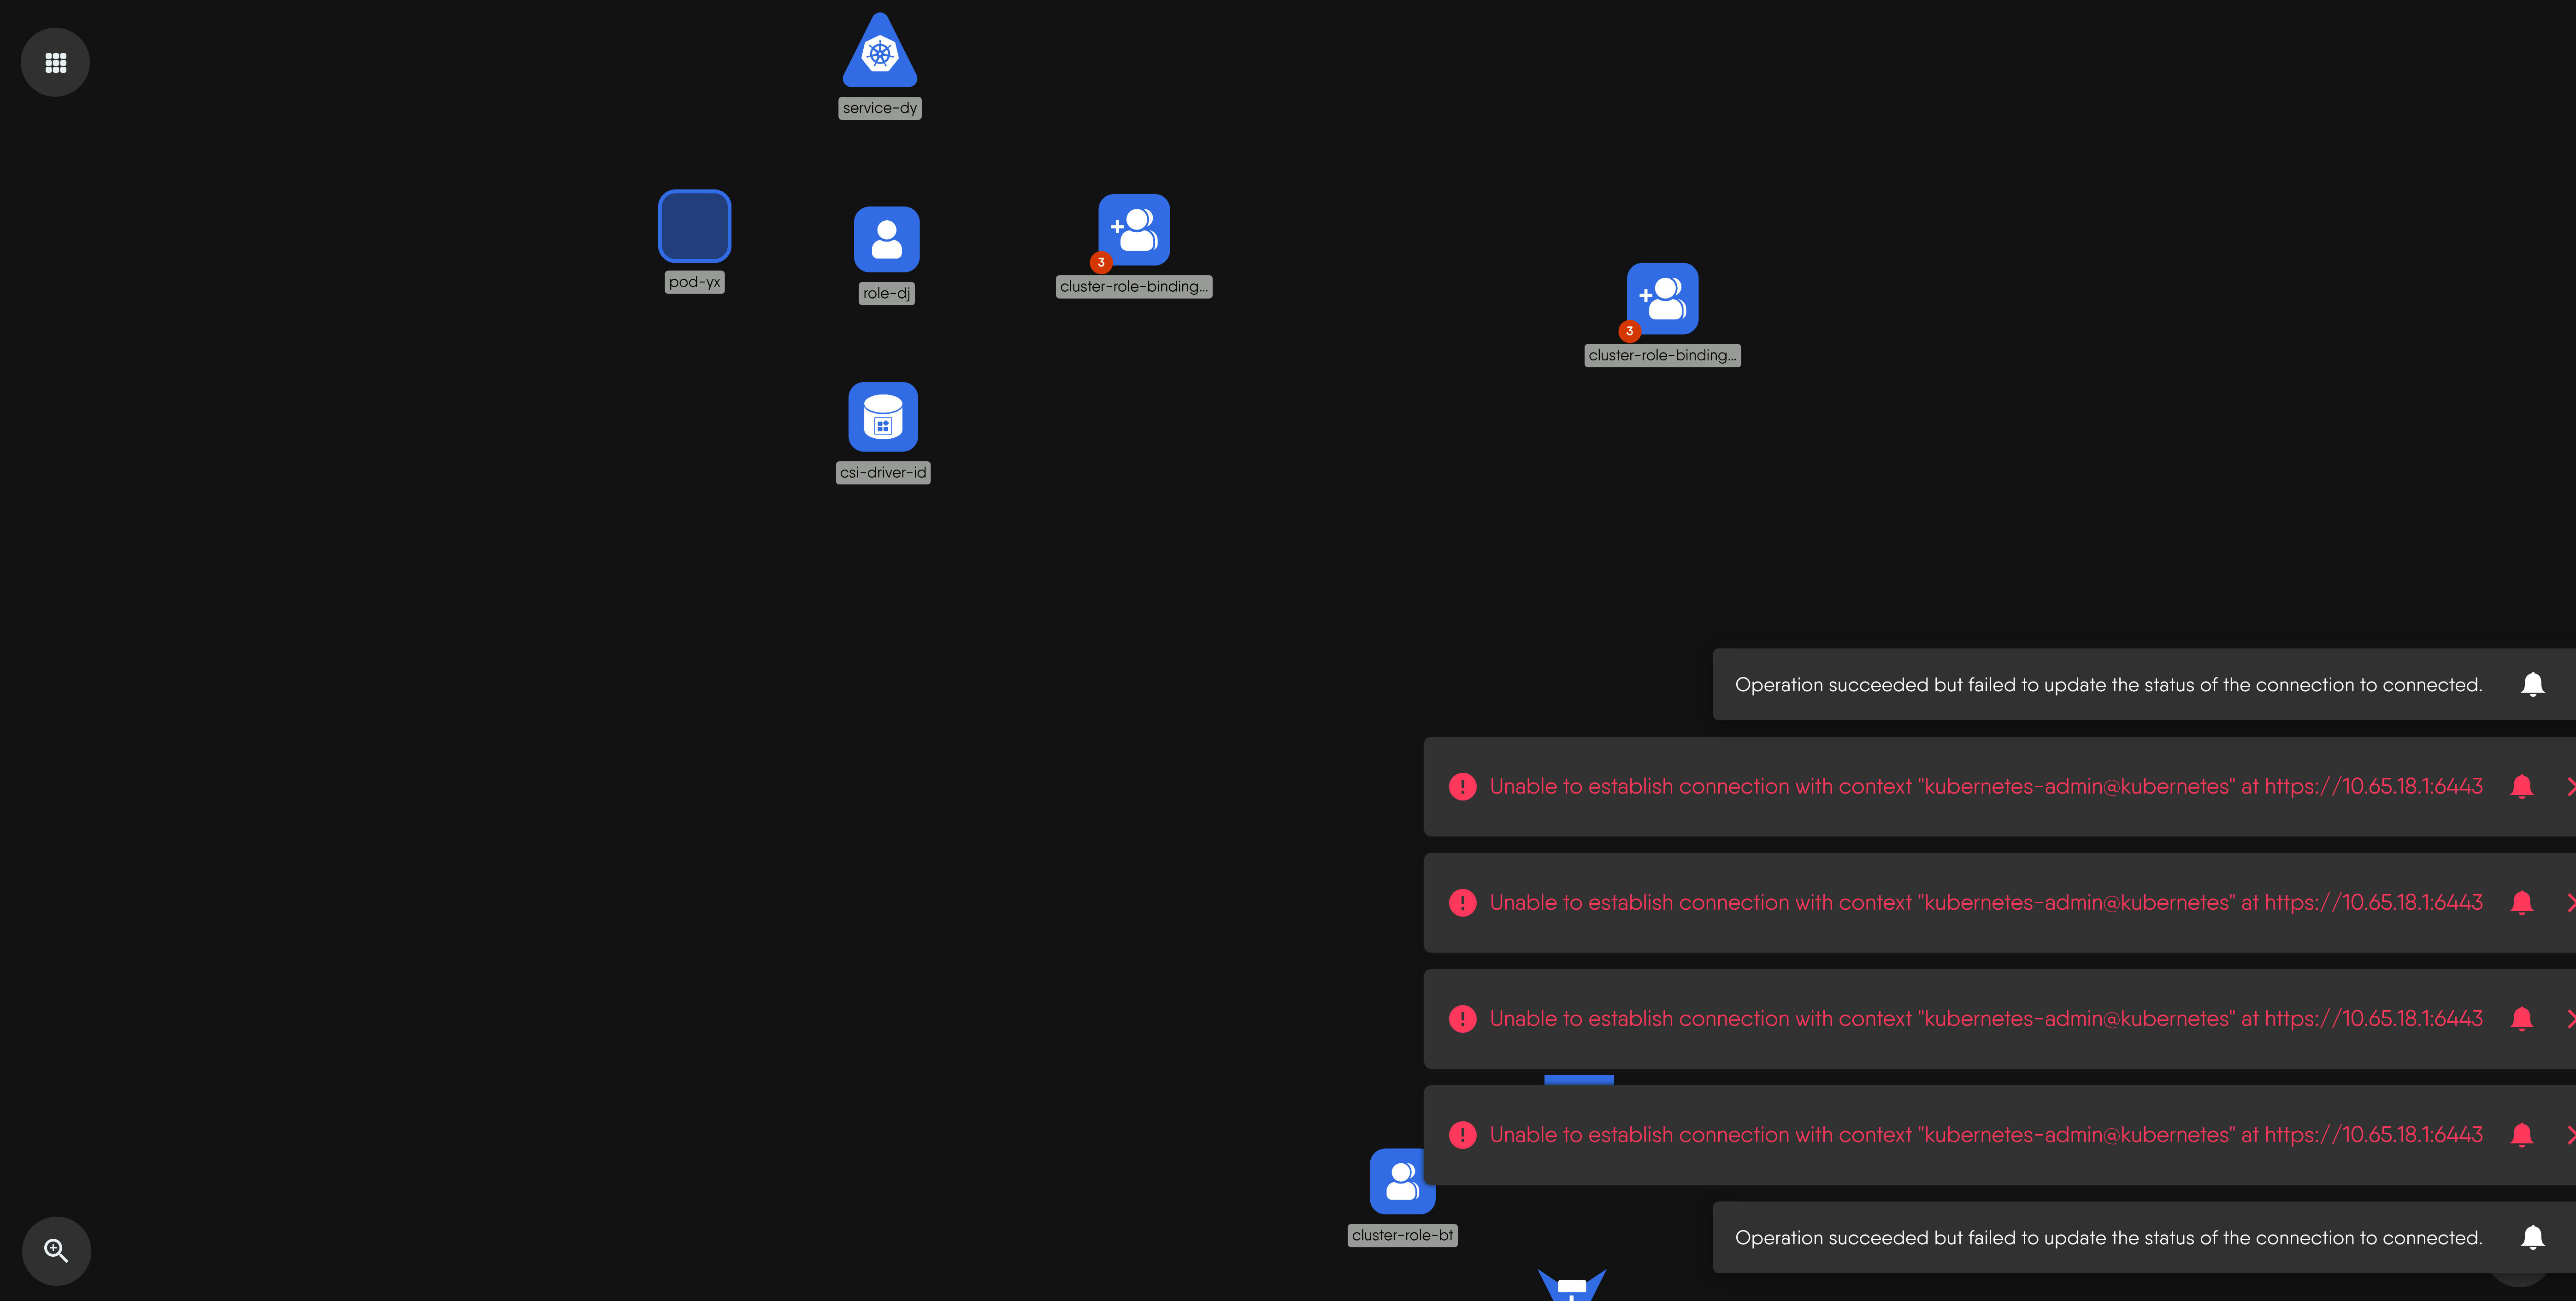 service-dy
pod-yx
role-dj
3
cluster-role-binding...
3
cluster-role-binding...
csi-driver-id
Operation succeeded but failed to update the status of the connection to connected.
Unable to establish connection with context "kubernetes-admin@kubernetes" at https://10.65.18.1:6443
Unable to establish connection with context "kubernetes-admin@kubernetes" at https://10.65.18.1:6443
Unable to establish connection with context "kubernetes-admin@kubernetes" at https://10.65.18.1:6443
Unable to establish connection with context "kubernetes-admin@kubernetes" at https://10.65.18.1:6443
cluster-role-bt
Operation succeeded but failed to update the status of the connection to connected.